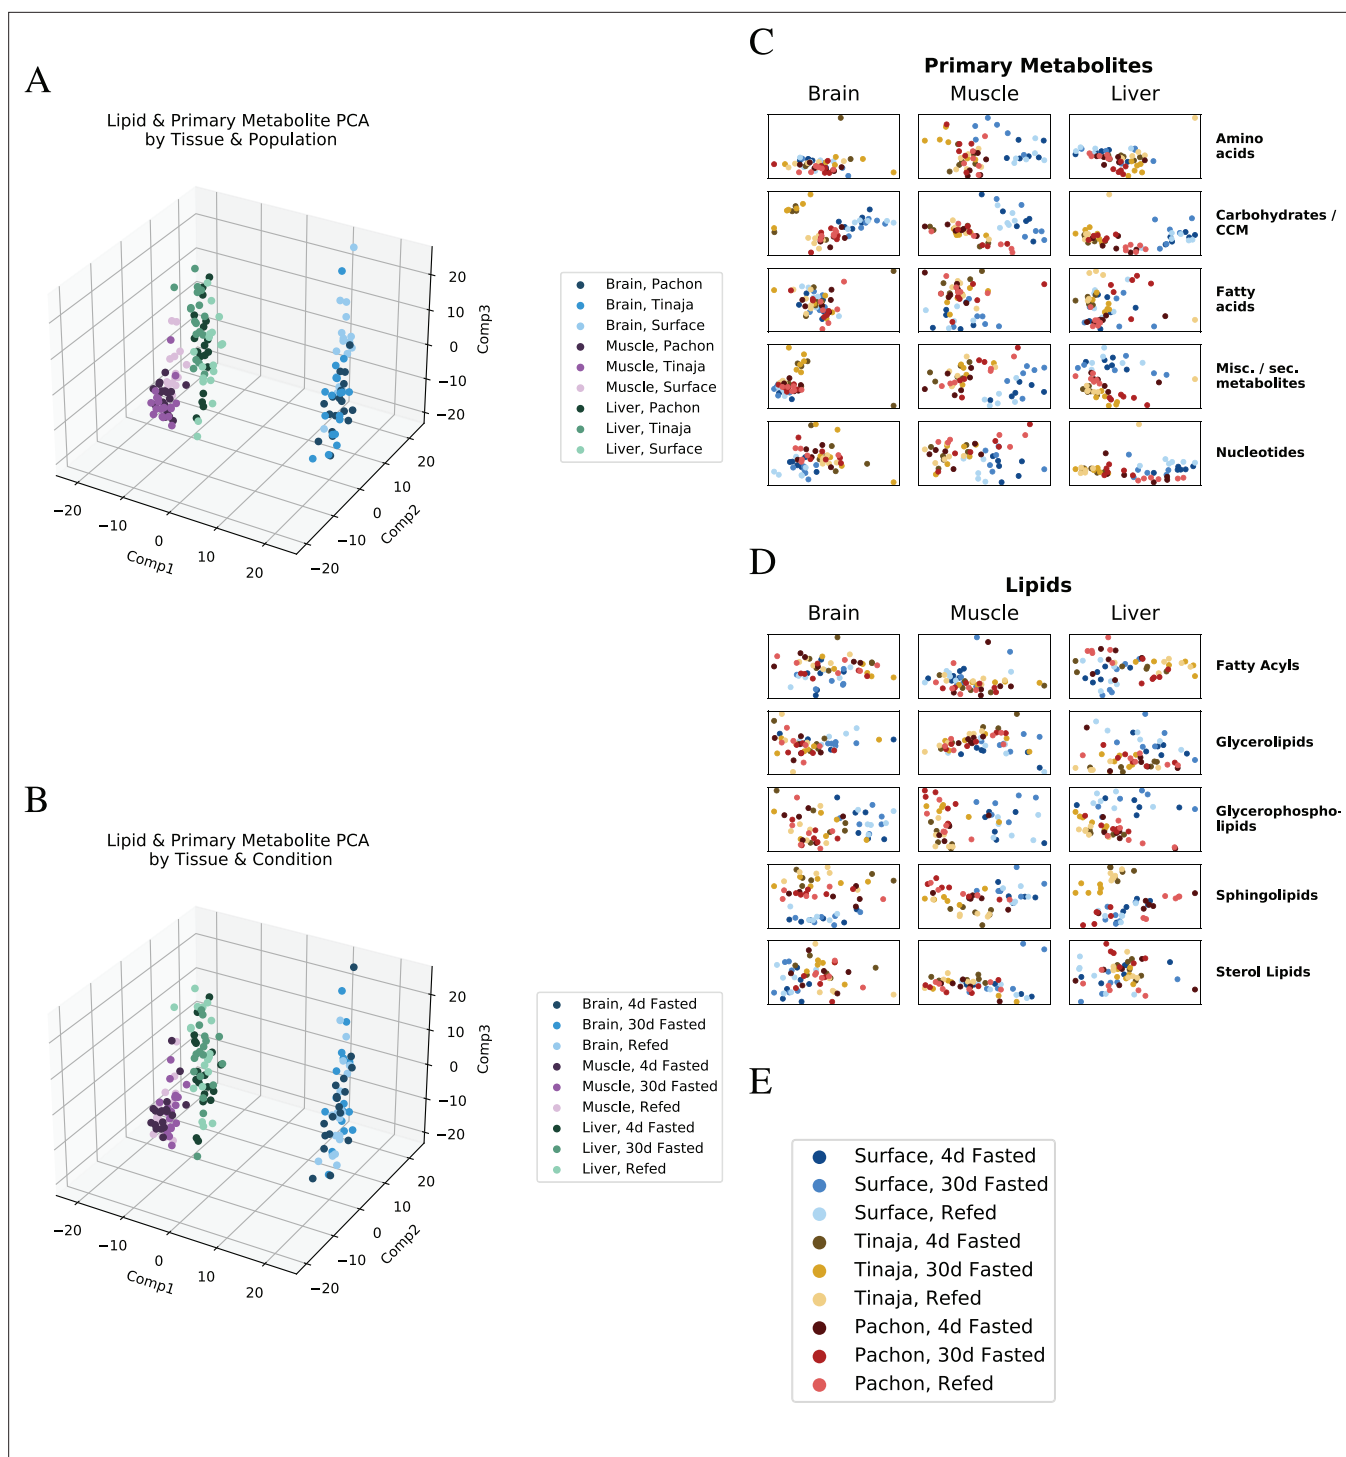 A
Lipid & Primary Metabolite PCA
by Tissue & Population
20
10
0
−10
−20
Comp3
20
10
0
−10
−20
Comp2
−20
−10
0
10
20
Comp1
Brain, Pachon
Brain, Tinaja
Brain, Surface
Muscle, Pachon
Muscle, Tinaja
Muscle, Surface
Liver, Pachon
Liver, Tinaja
Liver, Surface
B
Lipid & Primary Metabolite PCA
by Tissue & Condition
20
10
0
−10
−20
Comp3
20
10
0
−10
−20
Comp2
−20
−10
0
10
20
Comp1
Brain, 4d Fasted
Brain, 30d Fasted
Brain, Refed
Muscle, 4d Fasted
Muscle, 30d Fasted
Muscle, Refed
Liver, 4d Fasted
Liver, 30d Fasted
Liver, Refed
C
Primary Metabolites
Brain Muscle Liver
Amino
acids
Carbohydrates /
CCM
Fatty
acids
Misc. / sec.
metabolites
Nucleotides
D
Lipids
Brain Muscle Liver
Fatty Acyls
Glycerolipids
Glycerophospho-
lipids
Sphingolipids
Sterol Lipids
E
Surface, 4d Fasted
Surface, 30d Fasted
Surface, Refed
Tinaja, 4d Fasted
Tinaja, 30d Fasted
Tinaja, Refed
Pachon, 4d Fasted
Pachon, 30d Fasted
Pachon, Refed